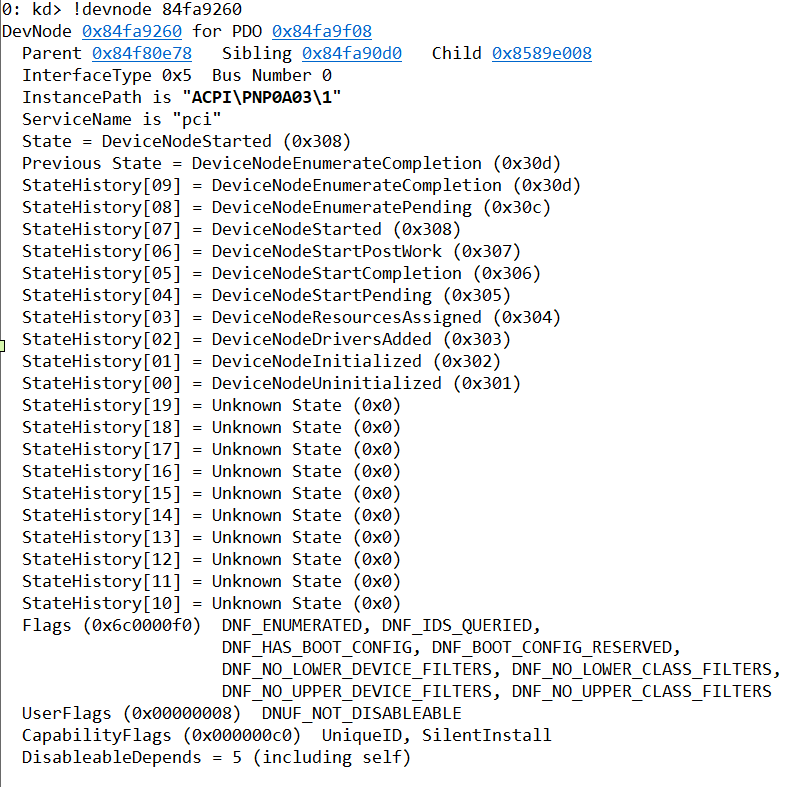 0: kd> !devnode 84fa9260
DevNode 0x84fa9260 for PDO 0x84fa9f08
Parent 0x84f80e78 Sibling 0x84fa90d0 Child 0x8589e008
InterfaceType 0x5 Bus Number 0
InstancePath is "ACPI\PNP0A03\1"
ServiceName is "pci"
State = DeviceNodeStarted (0x308)
Previous State = DeviceNodeEnumerateCompletion (0x30d)
StateHistory[09] = DeviceNodeEnumerateCompletion (0x30d)
StateHistory[08] = DeviceNodeEnumeratePending (0x30c)
StateHistory[07] = DeviceNodeStarted (0x308)
StateHistory[06] = DeviceNodeStartPostWork (0x307)
StateHistory[05] = DeviceNodeStartCompletion (0x306)
StateHistory[04] = DeviceNodeStartPending (0x305)
StateHistory[03] = DeviceNodeResourcesAssigned (0x304)
StateHistory[02] = DeviceNodeDriversAdded (0x303)
StateHistory[01] = DeviceNodeInitialized (0x302)
StateHistory[00] = DeviceNodeUninitialized (0x301)
StateHistory[19] = Unknown State (0x0)
StateHistory[18] = Unknown State (0x0)
StateHistory[17] = Unknown State (0x0)
StateHistory[16] = Unknown State (0x0)
StateHistory[15] = Unknown State (0x0)
StateHistory[14] = Unknown State (0x0)
StateHistory[13] = Unknown State (0x0)
StateHistory[12] = Unknown State (0x0)
StateHistory[11] = Unknown State (0x0)
StateHistory[10] = Unknown State (0x0)
Flags (0x6c0000f0) DNF_ENUMERATED, DNF_IDS_QUERIED,
DNF_HAS_BOOT_CONFIG, DNF_BOOT_CONFIG_RESERVED,
DNF_NO_LOWER_DEVICE_FILTERS, DNF_NO_LOWER_CLASS_FILTERS,
DNF_NO_UPPER_DEVICE_FILTERS, DNF_NO_UPPER_CLASS_FILTERS
UserFlags (0x00000008) DNUF_NOT_DISABLEABLE
CapabilityFlags (0x000000c0) UniqueID, SilentInstall
DisableableDepends = 5 (including self)